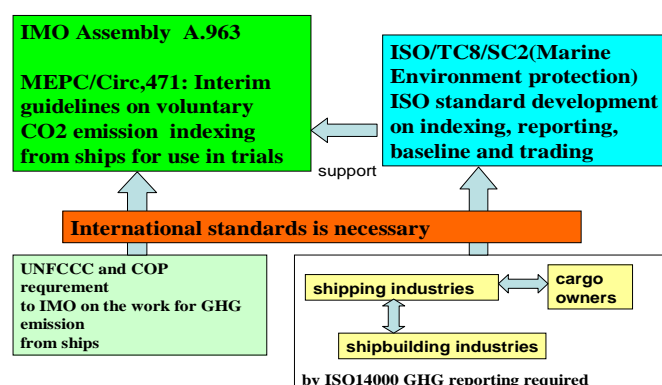 IMO Assembly A.963
MEPC/Circ,471: Interim
guidelines on voluntary
CO2 emission indexing
from ships for use in trials
ISO/TC8/SC2(Marine
Environment protection)
ISO standard development
on indexing, reporting,
baseline and trading
support
International standards is necessary
UNFCCC and COP
requrement
to IMO on the work for GHG
emission
from ships
shipping industries
cargo
owners
shipbuilding industries
by ISO14000 GHG reporting required